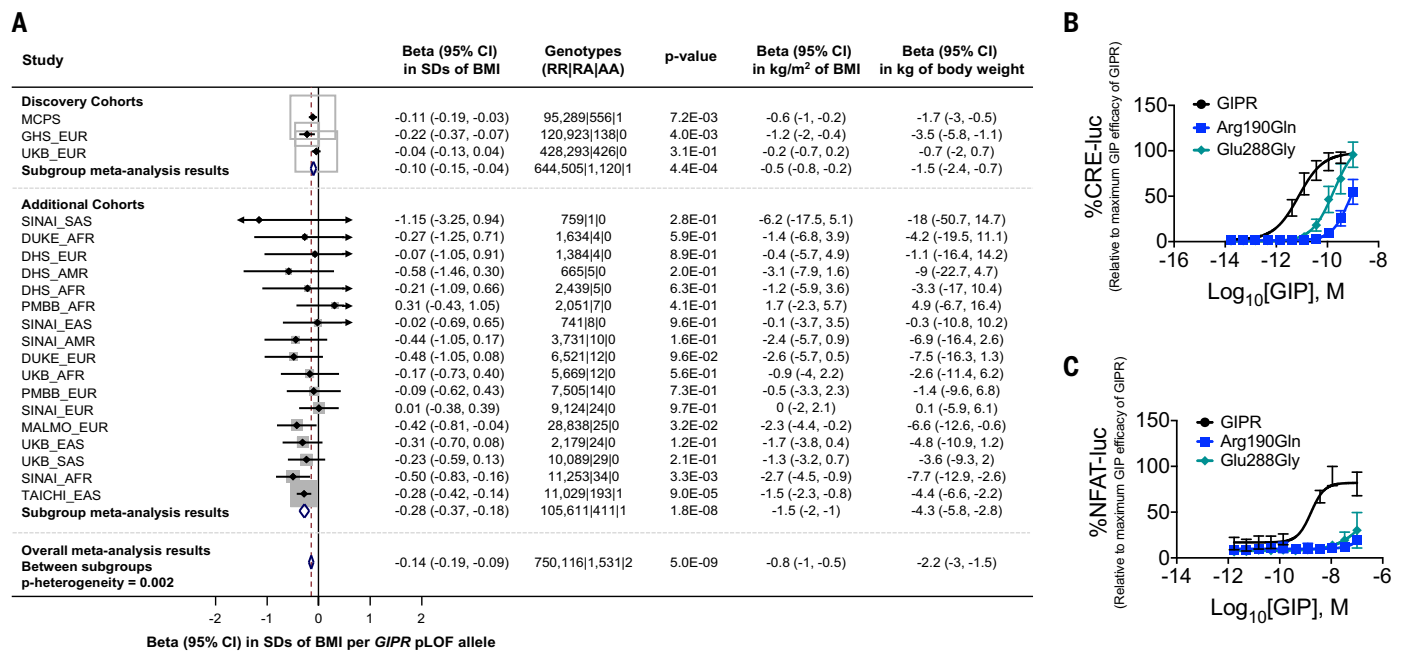 A
Study
Beta (95% CI)
in SDs of BMI
Genotypes
(RR|RA|AA)
p-value
Beta (95% CI)
in kg/m² of BMI
Beta (95% CI)
in kg of body weight
Discovery Cohorts
MCPS -0.11 (-0.19, -0.03) 95,289|556|1 7.2E-03 -0.6 (-1, -0.2) -1.7 (-3, -0.5)
GHS_EUR -0.22 (-0.37, -0.07) 120,923|138|0 4.0E-03 -1.2 (-2, -0.4) -3.5 (-5.8, -1.1)
UKB_EUR -0.04 (-0.13, 0.04) 428,293|426|0 3.1E-01 -0.2 (-0.7, 0.2) -0.7 (-2, 0.7)
Subgroup meta-analysis results -0.10 (-0.15, -0.04) 644,505|1,120|1 4.4E-04 -0.5 (-0.8, -0.2) -1.5 (-2.4, -0.7)
Additional Cohorts
SINAI_SAS -1.15 (-3.25, 0.94) 759|1|0 2.8E-01 -6.2 (-17.5, 5.1) -18 (-50.7, 14.7)
DUKE_AFR -0.27 (-1.25, 0.71) 1,634|4|0 5.9E-01 -1.4 (-6.8, 3.9) -4.2 (-19.5, 11.1)
DHS_EUR -0.07 (-1.05, 0.91) 1,384|4|0 8.9E-01 -0.4 (-5.7, 4.9) -1.1 (-16.4, 14.2)
DHS_AMR -0.58 (-1.46, 0.30) 665|5|0 2.0E-01 -3.1 (-7.9, 1.6) -9 (-22.7, 4.7)
DHS_AFR -0.21 (-1.09, 0.66) 2,439|5|0 6.3E-01 -1.2 (-5.9, 3.6) -3.3 (-17, 10.4)
PMBB_AFR 0.31 (-0.43, 1.05) 2,051|7|0 4.1E-01 1.7 (-2.3, 5.7) 4.9 (-6.7, 16.4)
SINAI_EAS -0.02 (-0.69, 0.65) 741|8|0 9.6E-01 -0.1 (-3.7, 3.5) -0.3 (-10.8, 10.2)
SINAI_AMR -0.44 (-1.05, 0.17) 3,731|10|0 1.6E-01 -2.4 (-5.7, 0.9) -6.9 (-16.4, 2.6)
DUKE_EUR -0.48 (-1.05, 0.08) 6,521|12|0 9.6E-02 -2.6 (-5.7, 0.5) -7.5 (-16.3, 1.3)
UKB_AFR -0.17 (-0.73, 0.40) 5,669|12|0 5.6E-01 -0.9 (-4, 2.2) -2.6 (-11.4, 6.2)
PMBB_EUR -0.09 (-0.62, 0.43) 7,505|14|0 7.3E-01 -0.5 (-3.3, 2.3) -1.4 (-9.6, 6.8)
SINAI_EUR 0.01 (-0.38, 0.39) 9,124|24|0 9.7E-01 0 (-2, 2.1) 0.1 (-5.9, 6.1)
MALMO_EUR -0.42 (-0.81, -0.04) 28,838|25|0 3.2E-02 -2.3 (-4.4, -0.2) -6.6 (-12.6, -0.6)
UKB_EAS -0.31 (-0.70, 0.08) 2,179|24|0 1.2E-01 -1.7 (-3.8, 0.4) -4.8 (-10.9, 1.2)
UKB_SAS -0.23 (-0.59, 0.13) 10,089|29|0 2.1E-01 -1.3 (-3.2, 0.7) -3.6 (-9.3, 2)
SINAI_AFR -0.50 (-0.83, -0.16) 11,253|34|0 3.3E-03 -2.7 (-4.5, -0.9) -7.7 (-12.9, -2.6)
TAICHI_EAS -0.28 (-0.42, -0.14) 11,029|193|1 9.0E-05 -1.5 (-2.3, -0.8) -4.4 (-6.6, -2.2)
Subgroup meta-analysis results -0.28 (-0.37, -0.18) 105,611|411|1 1.8E-08 -1.5 (-2, -1) -4.3 (-5.8, -2.8)
Overall meta-analysis results
Between subgroups -0.14 (-0.19, -0.09) 750,116|1,531|2 5.0E-09 -0.8 (-1, -0.5) -2.2 (-3, -1.5)
p-heterogeneity = 0.002
-2 -1 0 1 2
Beta (95% CI) in SDs of BMI per GIPR pLOF allele
B
%CRE-luc
(Relative to maximum GIP efficacy of GIPR)
150
100
50
0
GIPR
Arg190Gln
Glu288Gly
-16 -14 -12 -10 -8
Log10[GIP], M
C
%NFAT-luc
(Relative to maximum GIP efficacy of GIPR)
150
100
50
0
GIPR
Arg190Gln
Glu288Gly
-14 -12 -10 -8 -6
Log10[GIP], M